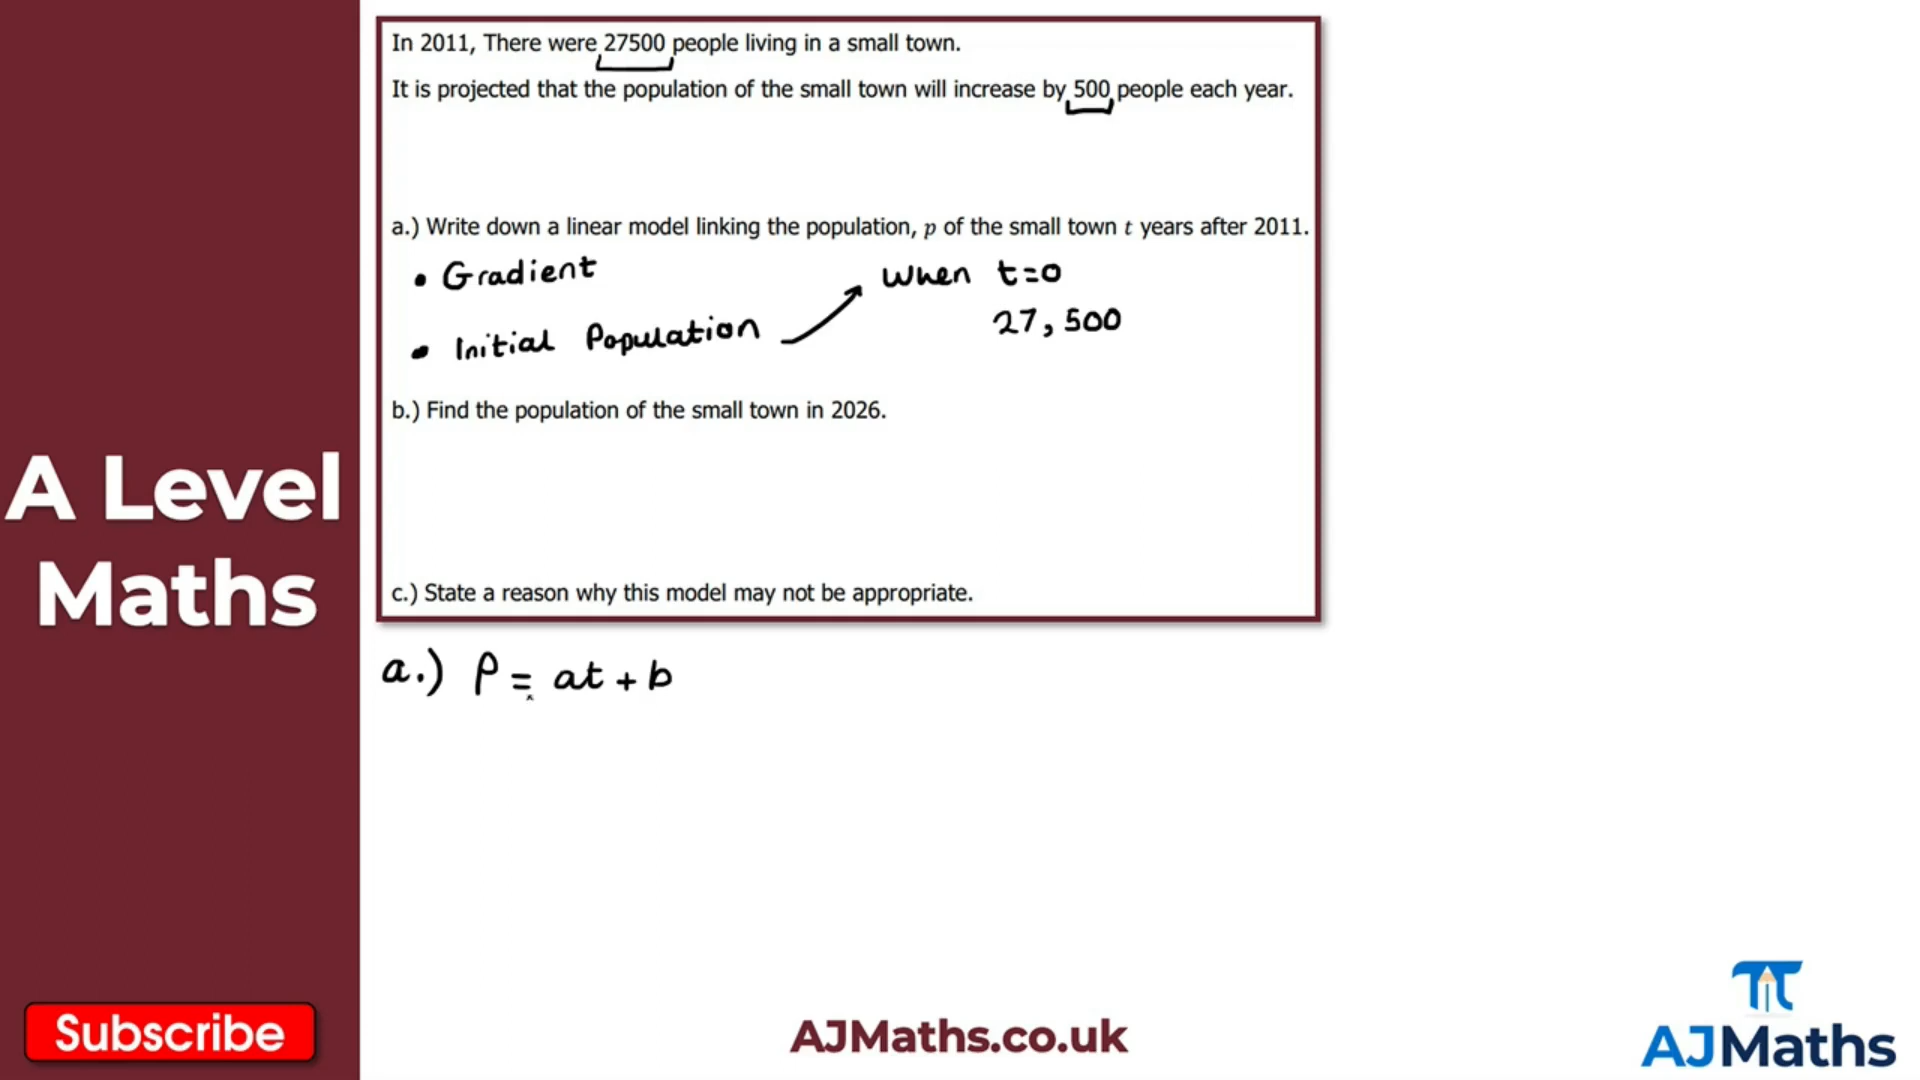 In 2011, There were 27500 people living in a small town.
It is projected that the population of the small town will increase by 500 people each year.
a.) Write down a linear model linking the population, p of the small town t years after 2011.
• Gradient
When t=0
27,500
• Initial Population
b.) Find the population of the small town in 2026.
c.) State a reason why this model may not be appropriate.
a.) P = at + b
A Level
Maths
Subscribe
AJMaths.co.uk
AJMaths